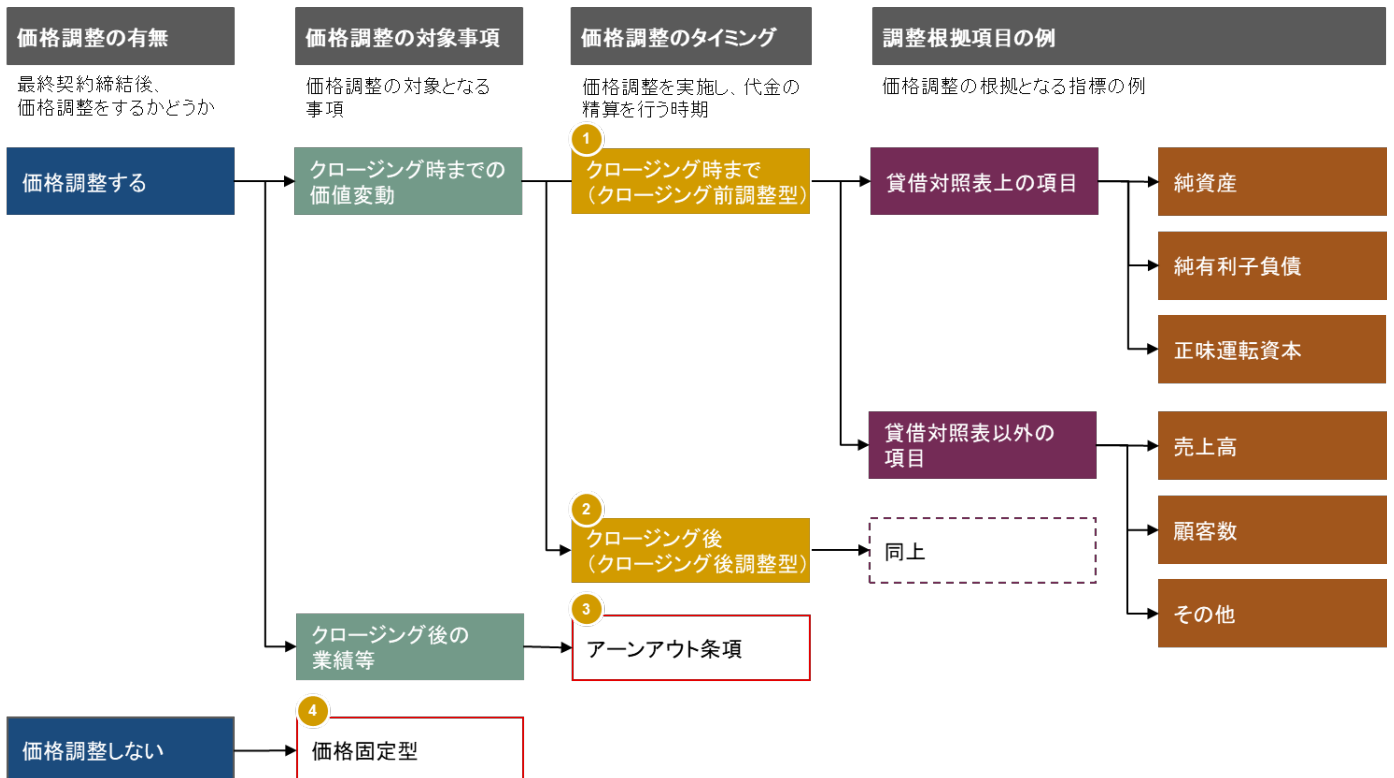 価格調整の有無
価格調整の対象事項
価格調整のタイミング
調整根拠項目の例
最終契約締結後、
価格調整をするかどうか
価格調整の対象となる
事項
価格調整を実施し、代金の
精算を行う時期
価格調整の根拠となる指標の例
価格調整する
クロージング時までの
価値変動
1
クロージング時まで
（クロージング前調整型）
貸借対照表上の項目
純資産
純有利子負債
正味運転資本
貸借対照表以外の
項目
売上高
顧客数
その他
2
クロージング後
（クロージング後調整型）
同上
クロージング後の
業績等
3
アーンアウト条項
価格調整しない
4
価格固定型